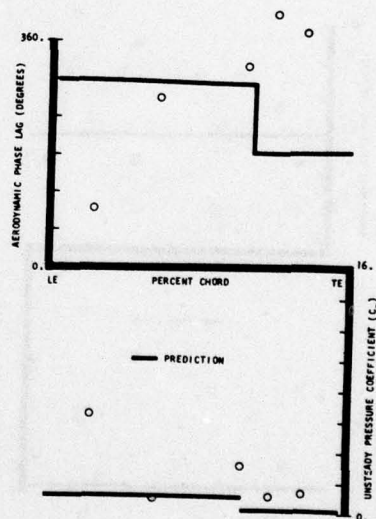 360.
AERODYNAMIC PHASE LAG (DEGREES)
0.
16.
LE
PERCENT CHORD
TE
PREDICTION
UNSTEADY PRESSURE COEFFICIENT (C
0.